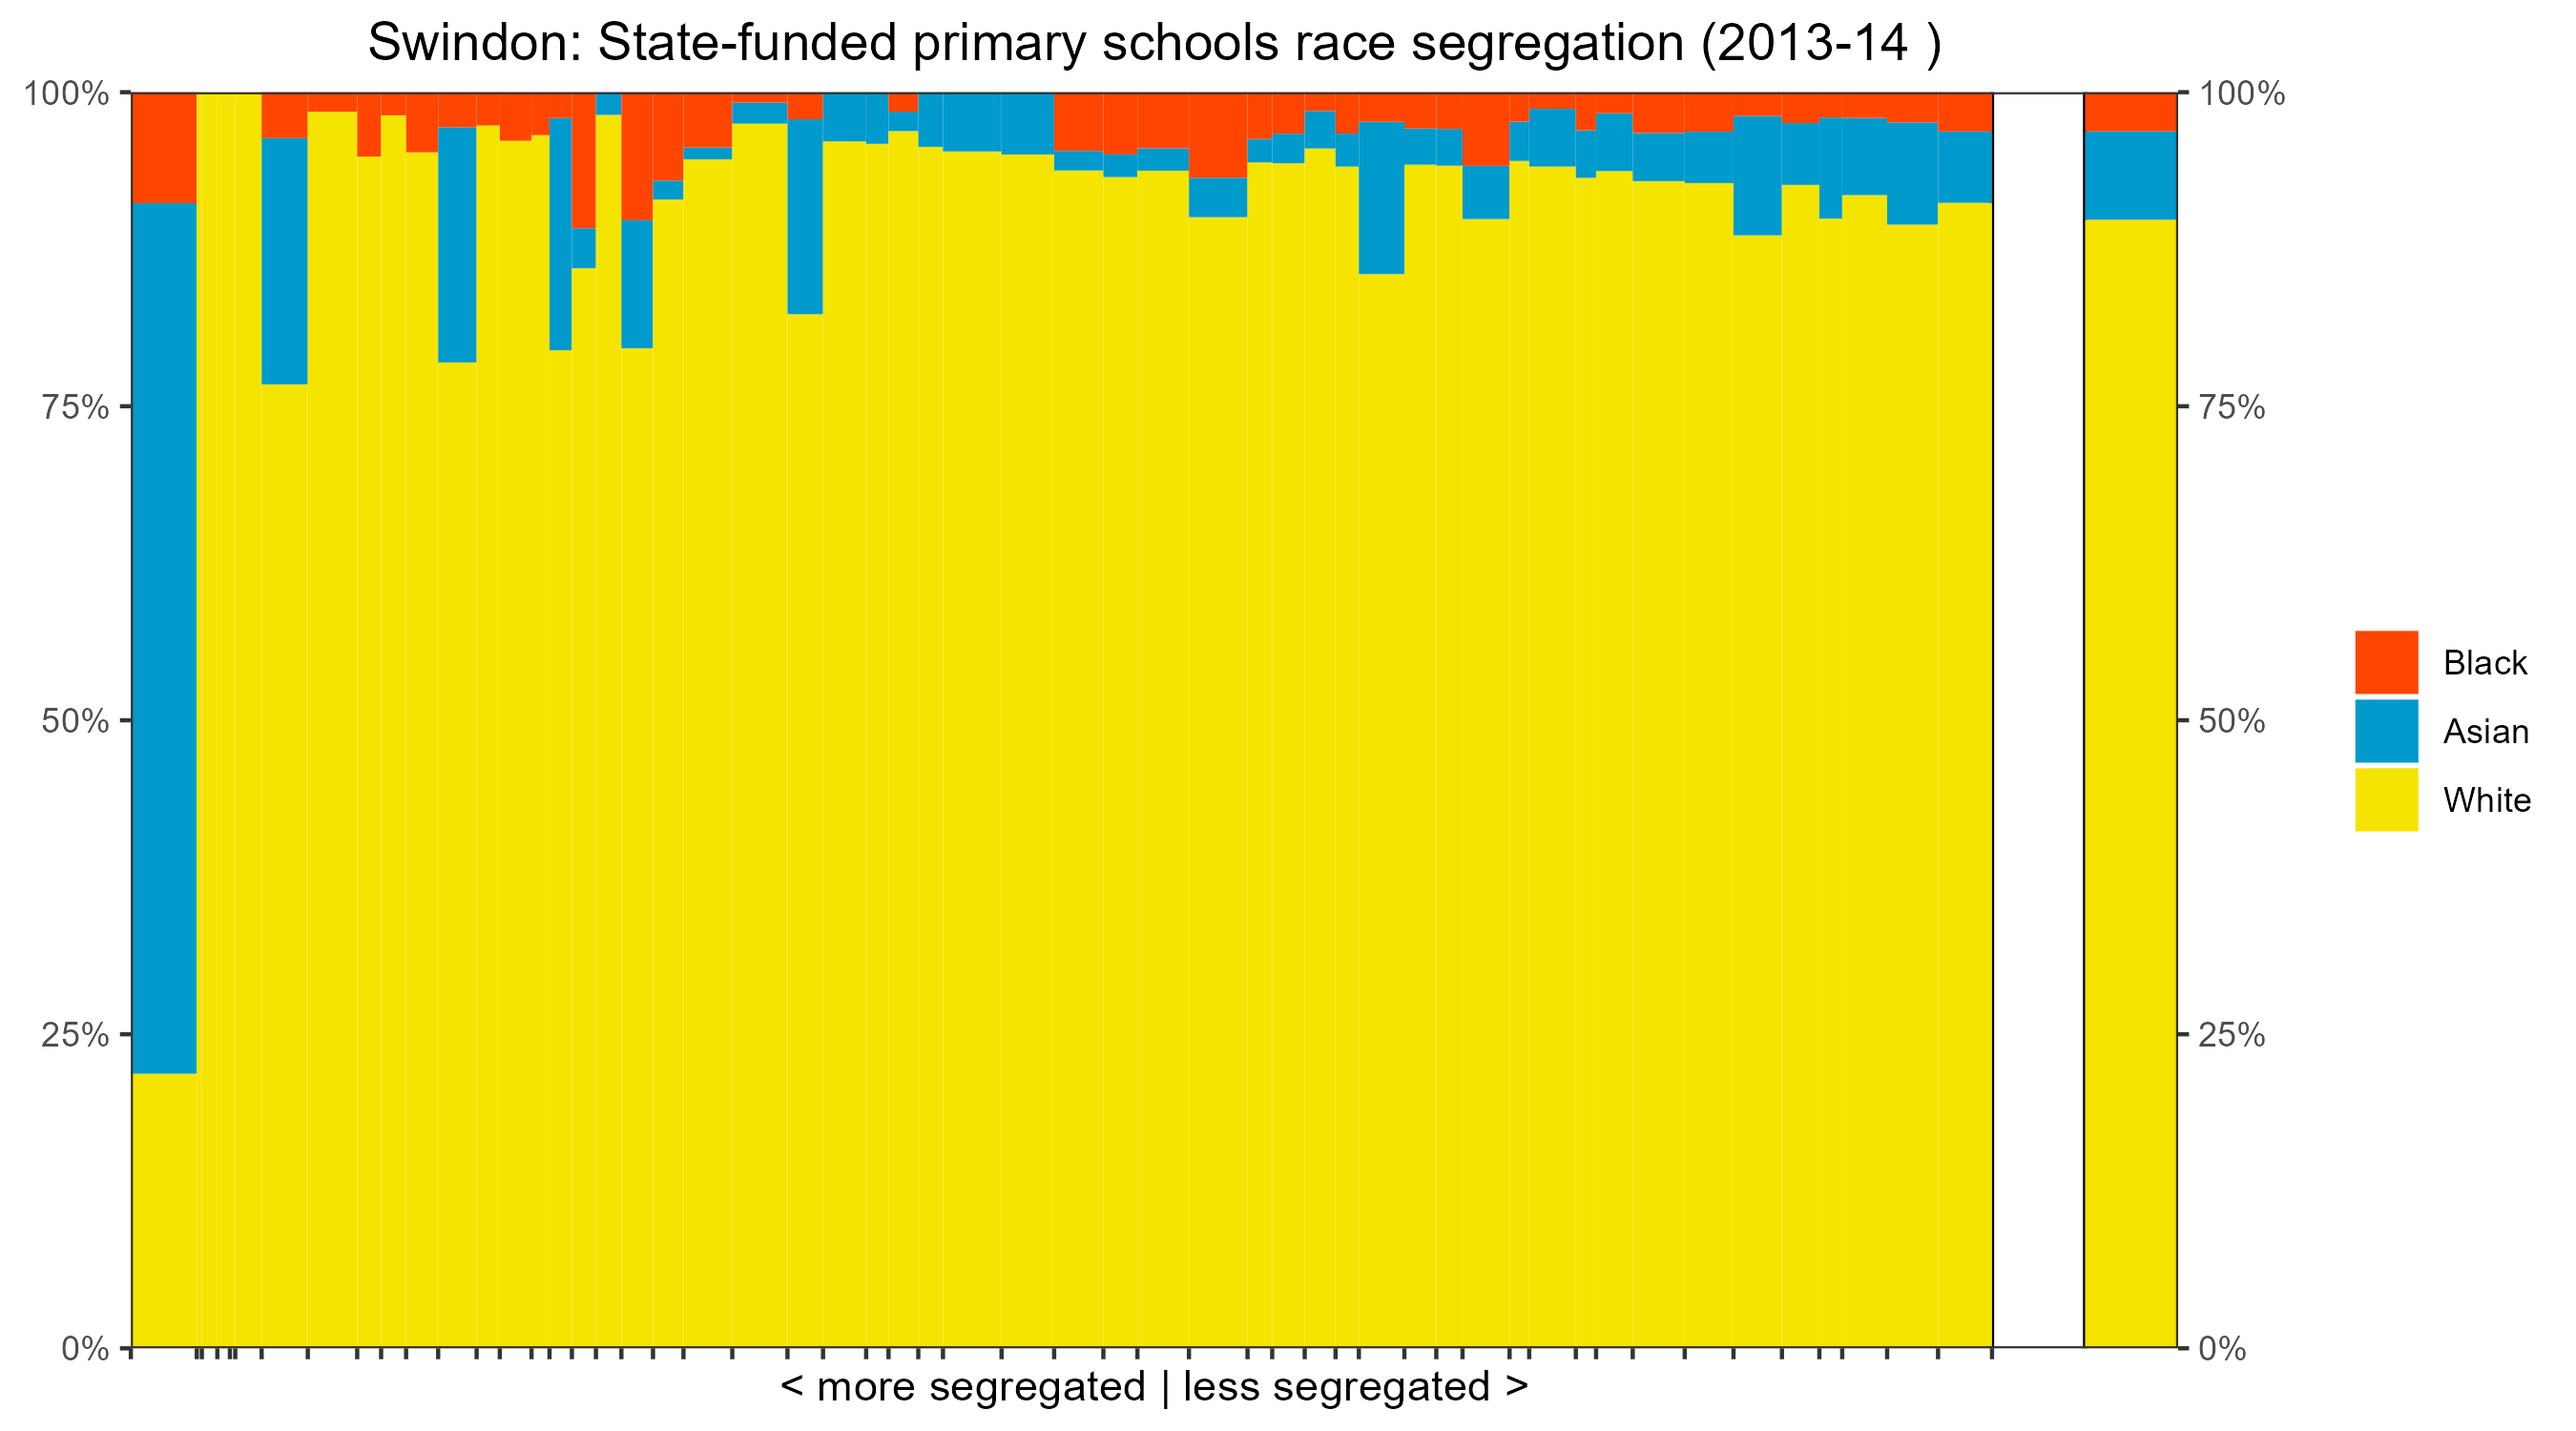 Swindon: State-funded primary schools race segregation (2013-14 )
100%
75%
50%
25%
0%
100%
75%
50%
25%
0%
Black
Asian
White
< more segregated | less segregated >